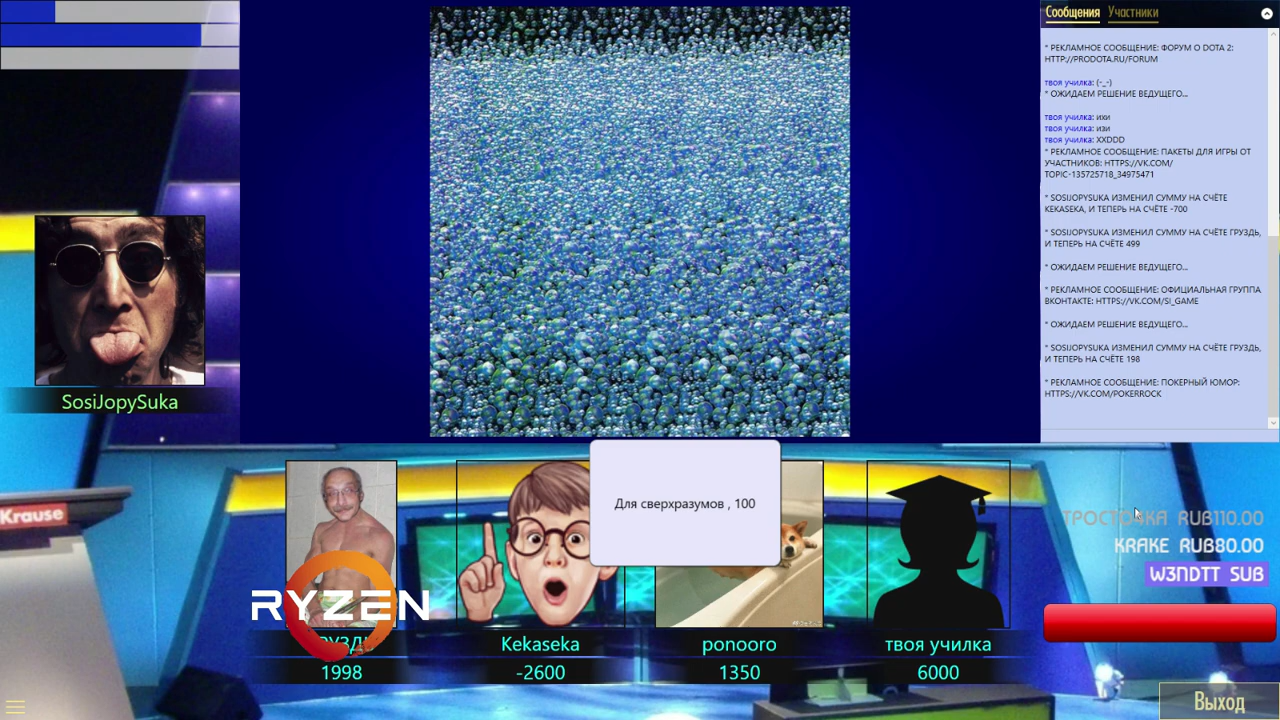 Сообщения Участники
* РЕКЛАМНОЕ СООБЩЕНИЕ: ФОРУМ О DOTA 2:
HTTP://PRODOTA.RU/FORUM
твоя училка: (-_-)
* ОЖИДАЕМ РЕШЕНИЕ ВЕДУЩЕГО...
твоя училка: ихи
твоя училка: изи
твоя училка: XXDDD
* РЕКЛАМНОЕ СООБЩЕНИЕ: ПАКЕТЫ ДЛЯ ИГРЫ ОТ
УЧАСТНИКОВ: HTTPS://VK.COM/
TOPIC-135725718_34975471
* SOSIJOPYSUKA ИЗМЕНИЛ СУММУ НА СЧЁТЕ
KEKASEKA, И ТЕПЕРЬ НА СЧЁТЕ -700
* SOSIJOPYSUKA ИЗМЕНИЛ СУММУ НА СЧЁТЕ ГРУЗДЬ,
И ТЕПЕРЬ НА СЧЁТЕ 499
* ОЖИДАЕМ РЕШЕНИЕ ВЕДУЩЕГО...
* РЕКЛАМНОЕ СООБЩЕНИЕ: ОФИЦИАЛЬНАЯ ГРУППА
ВКОНТАКТЕ: HTTPS://VK.COM/SI_GAME
* ОЖИДАЕМ РЕШЕНИЕ ВЕДУЩЕГО...
* SOSIJOPYSUKA ИЗМЕНИЛ СУММУ НА СЧЁТЕ ГРУЗДЬ,
И ТЕПЕРЬ НА СЧЁТЕ 198
* РЕКЛАМНОЕ СООБЩЕНИЕ: ПОКЕРНЫЙ ЮМОР:
HTTPS://VK.COM/POKERROCK
SosiJopySuka
Для сверхразумов , 100
Krause
ТРОСТОЧКА RUB110.00
KRAKE RUB80.00
W3NDTT SUB
RYZEN
Kekaseka
ponooro
твоя училка
1998
-2600
1350
6000
Выход